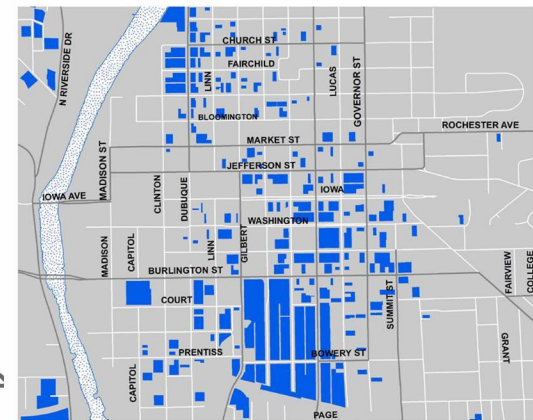 CHURCH ST
FAIRCHILD
N RIVERSIDE DR
LINN
LUCAS
GOVERNOR ST
BLOOMINGTON
ROCHESTER AVE
MARKET ST
JEFFERSON ST
MADISON ST
IOWA AVE
CLINTON
DUBUQUE
IOWA
WASHINGTON
LINN
GILBERT
MADISON
CAPITOL
BURLINGTON ST
FAIRVIEW
COLLEGE
COURT
SUMMIT ST
PRENTISS
BOWERY ST
GRANT
CAPITOL
PAGE